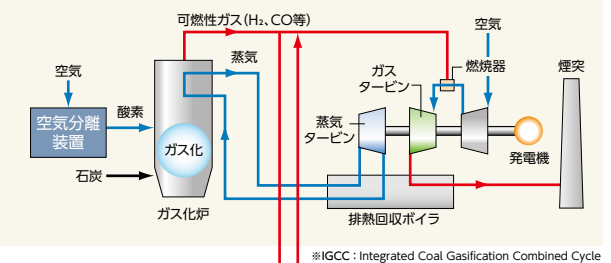 可燃性ガス(H₂、CO等)
空気
蒸気
ガス
タービン
燃焼器
煙突
空気
酸素
空気分離
装置
蒸気
タービン
ガス化
発電機
石炭
ガス化炉
排熱回収ボイラ
※IGCC：Integrated Coal Gasification Combined Cycle